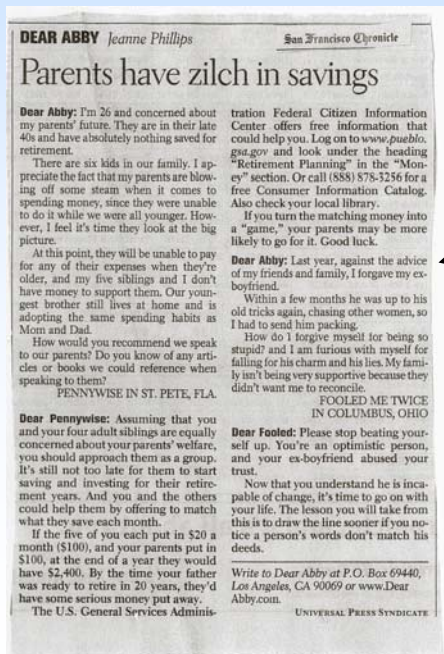 DEAR ABBY Jeanne Phillips
San Francisco Chronicle
Parents have zilch in savings
Dear Abby: I'm 26 and concerned about
my parents' future. They are in their late
40s and have absolutely nothing saved for
retirement.
There are six kids in our family. I ap-
preciate the fact that my parents are blow-
ing off some steam when it comes to
spending money, since they were unable
to do it while we were all younger. How-
ever, I feel it's time they look at the big
picture.
At this point, they will be unable to pay
for any of their expenses when they're
older, and my five siblings and I don't
have money to support them. Our youn-
gest brother still lives at home and is
adopting the same spending habits as
Mom and Dad.
How would you recommend we speak
to our parents? Do you know of any arti-
cles or books we could reference when
speaking to them?
PENNYWISE IN ST. PETE, FLA.
Dear Pennywise: Assuming that you
and your four adult siblings are equally
concerned about your parents' welfare,
you should approach them as a group.
It's still not too late for them to start
saving and investing for their retire-
ment years. And you and the others
could help them by offering to match
what they save each month.
If the five of you each put in $20 a
month ($100), and your parents put in
$100, at the end of a year they would
have $2,400. By the time your father
was ready to retire in 20 years, they'd
have some serious money put away.
The U.S. General Services Adminis-
tration Federal Citizen Information
Center offers free information that
could help you. Log on to www.pueblo.
gsa.gov and look under the heading
"Retirement Planning" in the "Mon-
ey" section. Or call (888) 878-3256 for a
free Consumer Information Catalog.
Also check your local library.
If you turn the matching money into
a "game," your parents may be more
likely to go for it. Good luck.
Dear Abby: Last year, against the advice
of my friends and family, I forgave my ex-
boyfriend.
Within a few months he was up to his
old tricks again, chasing other women, so
I had to send him packing.
How do I forgive myself for being so
stupid? and I am furious with myself for
falling for his charm and his lies. My fami-
ly isn't being very supportive because they
didn't want me to reconcile.
FOOLED ME TWICE
IN COLUMBUS, OHIO
Dear Fooled: Please stop beating your-
self up. You're an optimistic person,
and your ex-boyfriend abused your
trust.
Now that you understand he is inca-
pable of change, it's time to go on with
your life. The lesson you will take from
this is to draw the line sooner if you no-
tice a person's words don't match his
deeds.
Write to Dear Abby at P.O. Box 69440,
Los Angeles, CA 90069 or www.Dear
Abby.com.
UNIVERSAL PRESS SYNDICATE